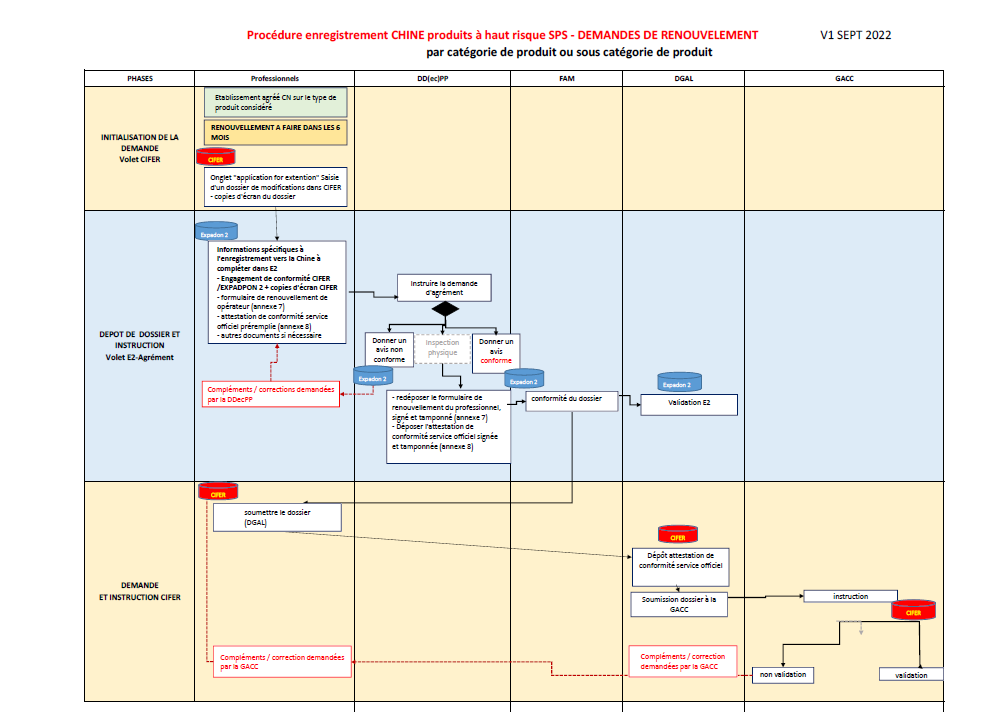 Procédure enregistrement CHINE produits à haut risque SPS - DEMANDES DE RENOUVELEMENT
V1 SEPT 2022
par catégorie de produit ou sous catégorie de produit
PHASES
Professionnels
DD(ec)PP
FAM
DGAL
GACC
INITIALISATION DE LA
DEMANDE
Volet CIFER
Etablissement agréé CN sur le type de
produit considéré
RENOUVELLEMENT A FAIRE DANS LES 6
MOIS
CIFER
Onglet "application for extention" Saisie
d'un dossier de modifications dans CIFER
- copies d'écran du dossier
DEPOT DE DOSSIER ET
INSTRUCTION
Volet E2-Agrément
Expadon 2
Informations spécifiques à
l'enregistrement vers la Chine à
compléter dans E2
- Engagement de conformité CIFER
/EXPADPON 2 + copies d'écran CIFER
- formulaire de renouvellement de
opérateur (annexe 7)
- attestation de conformité service
officiel préremplie (annexe 8)
- autres documents si nécessaire
Instruire la demande
d'agrément
Donner un
avis non
conforme
Inspection
physique
Donner un
avis
conforme
Expadon 2
Expadon 2
Expadon 2
Compléments / corrections demandées
par la DDecPP
- redéposer le formulaire de
renouvellement du professionnel,
signé et tamponné (annexe 7)
- Déposer l'attestation de
conformité service officiel signée
et tamponnée (annexe 8)
conformité du dossier
Validation E2
DEMANDE
ET INSTRUCTION CIFER
CIFER
soumettre le dossier
(DGAL)
CIFER
Dépôt attestation de
conformité service officiel
Soumission dossier à la
GACC
instruction
CIFER
Compléments / correction demandées
par la GACC
Compléments / correction
demandées par la GACC
non validation
validation